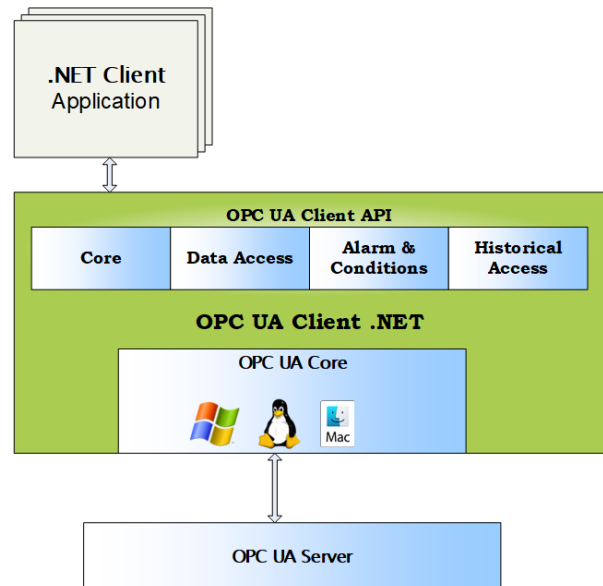 .NET Client
Application
OPC UA Client API
Core
Data Access
Alarm &
Conditions
Historical
Access
OPC UA Client .NET
OPC UA Core
Mac
OPC UA Server